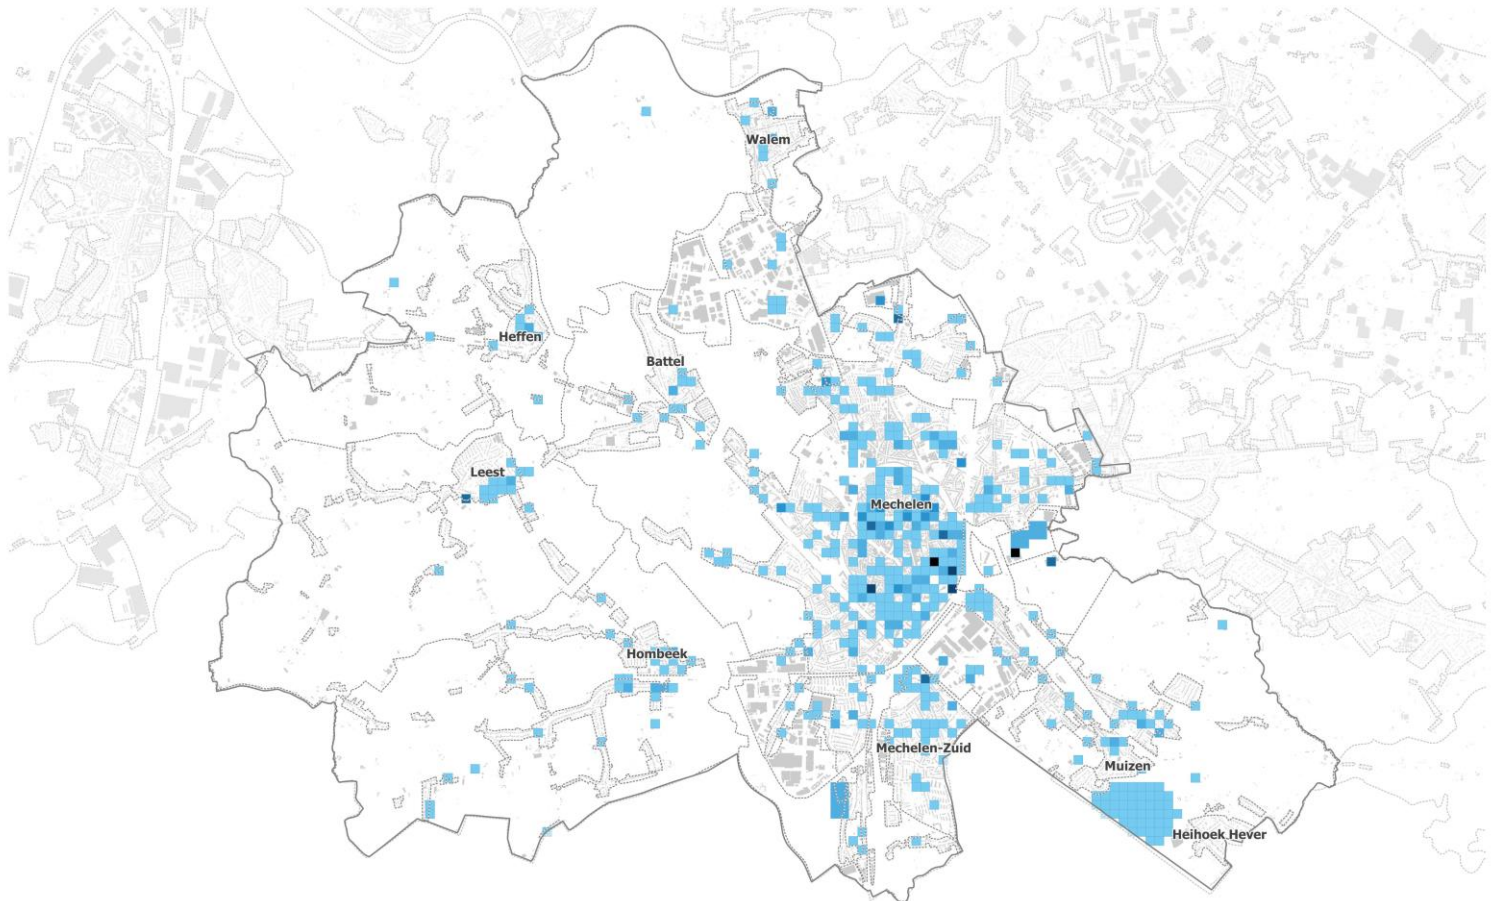 Walem
Heffen
Battel
Leest
Mechelen
Hombeek
Mechelen-Zuid
Muizen
Heihoek Hever